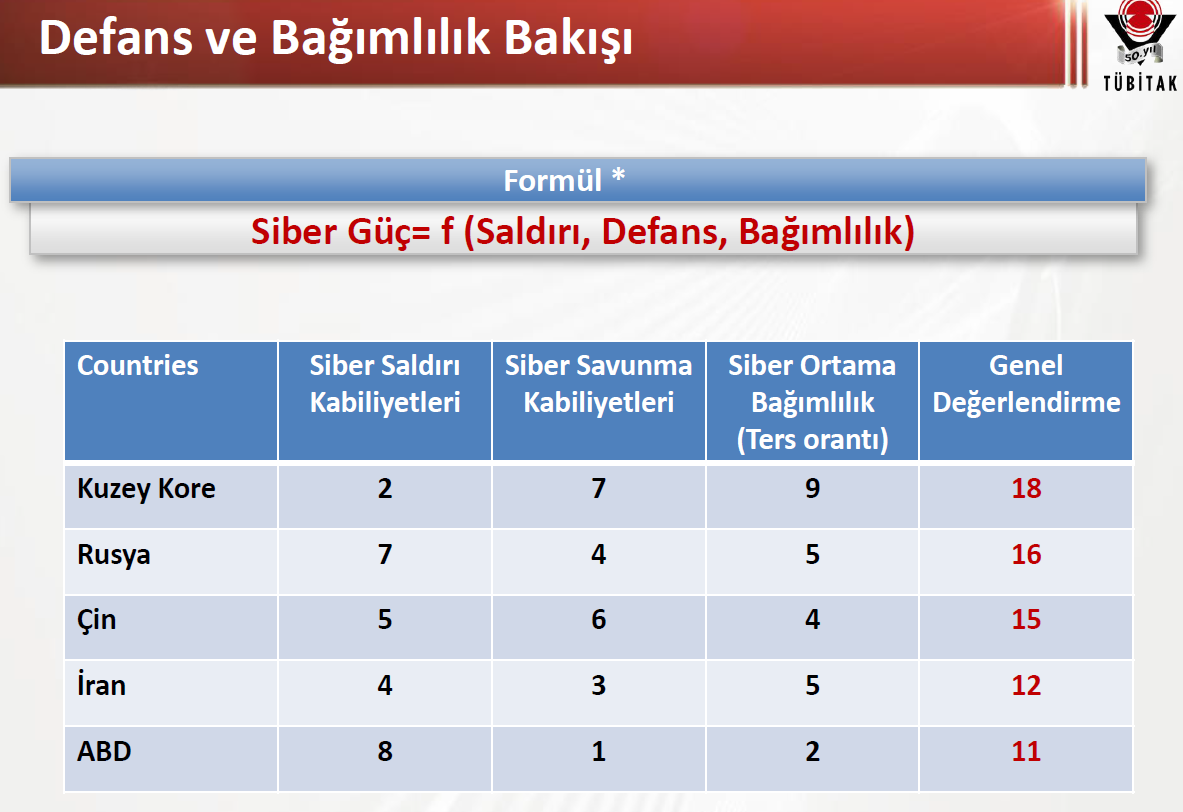 Defans ve Bağımlılık Bakışı
50.yıl
TÜBİTAK
Formül *
Siber Güç= f (Saldırı, Defans, Bağımlılık)
Countries
Siber Saldırı
Kabiliyetleri
Siber Savunma
Kabiliyetleri
Siber Ortama
Bağımlılık
(Ters orantı)
Genel
Değerlendirme
Kuzey Kore 2 7 9 18
Rusya 7 4 5 16
Çin 5 6 4 15
İran 4 3 5 12
ABD 8 1 2 11